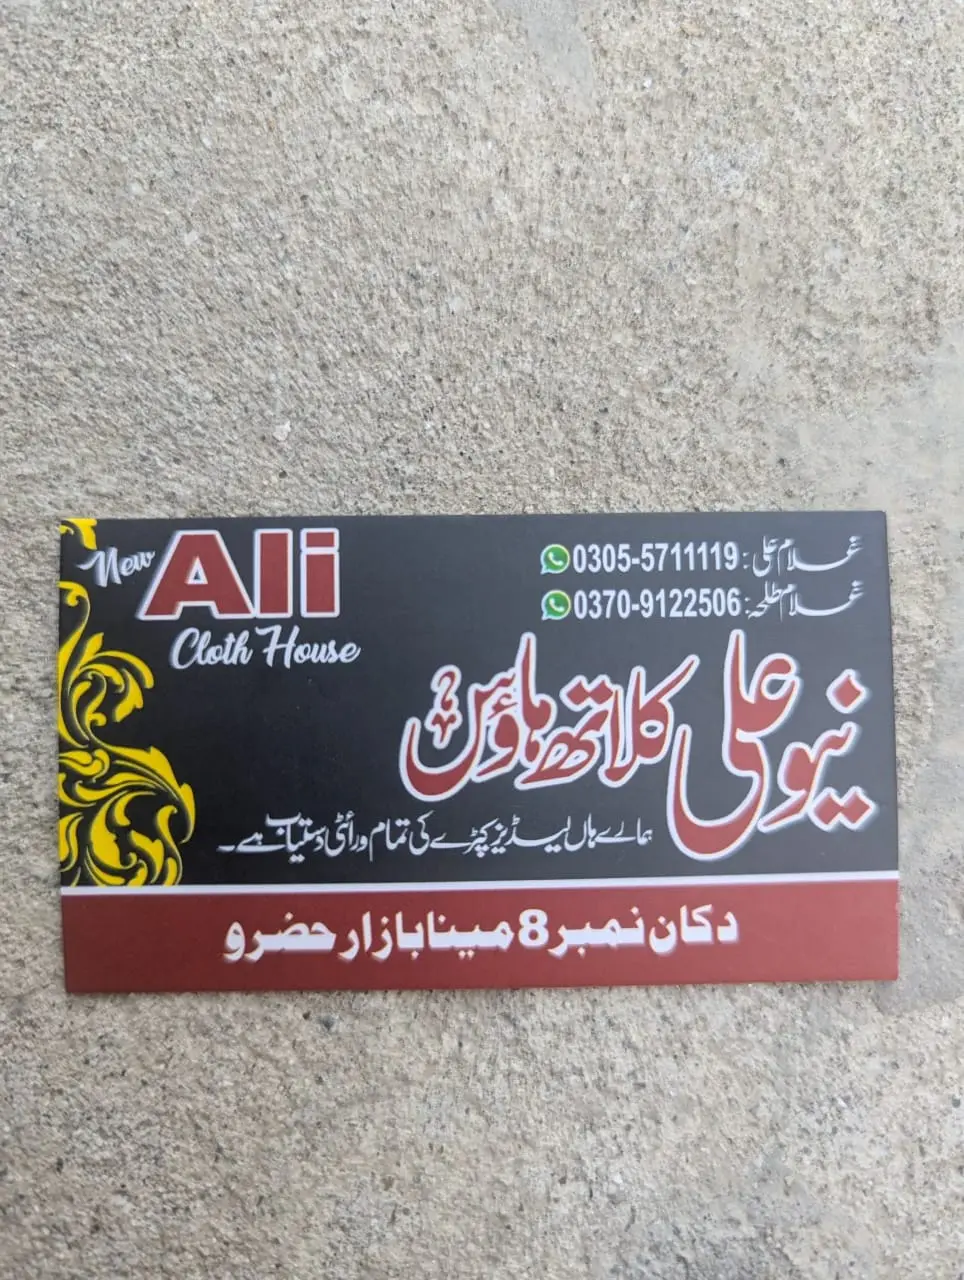 New Ali
Cloth House
غلام علی: 0305-5711119
غلام طلحہ: 0370-9122506
نیو علی کلاتھ ہاؤس
ہمارے ہاں لیڈیز کپڑے کی تمام ورائٹی دستیاب ہے۔
دکان نمبر 8 مینا بازار حضرو